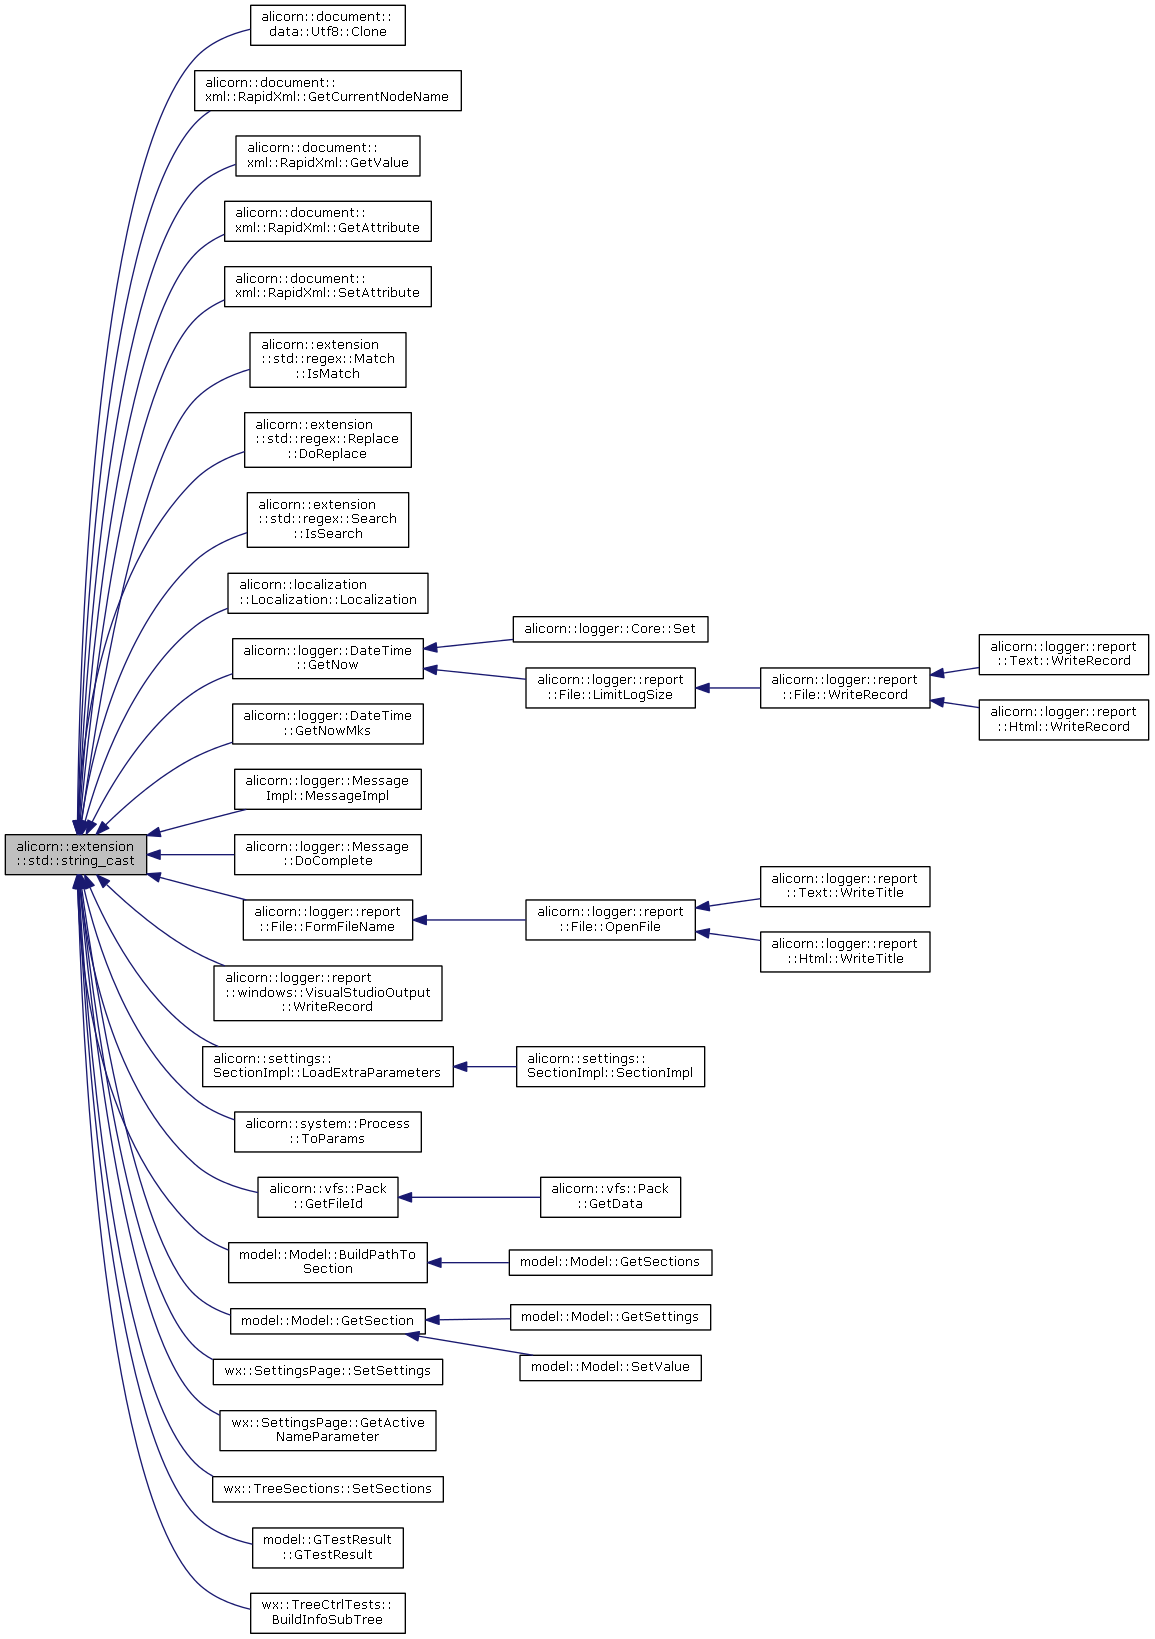 alicorn::document::
data::Utf8::Clone
alicorn::document::
xml::RapidXml::GetCurrentNodeName
alicorn::document::
xml::RapidXml::GetValue
alicorn::document::
xml::RapidXml::GetAttribute
alicorn::document::
xml::RapidXml::SetAttribute
alicorn::extension
::std::regex::Match
::IsMatch
alicorn::extension
::std::regex::Replace
::DoReplace
alicorn::extension
::std::regex::Search
::IsSearch
alicorn::localization
::Localization::Localization
alicorn::logger::DateTime
::GetNow
alicorn::logger::Core::Set
alicorn::logger::report
::File::LimitLogSize
alicorn::logger::report
::File::WriteRecord
alicorn::logger::report
::Text::WriteRecord
alicorn::logger::report
::Html::WriteRecord
alicorn::logger::DateTime
::GetNowMks
alicorn::logger::Message
Impl::MessageImpl
alicorn::extension
::std::string_cast
alicorn::logger::Message
::DoComplete
alicorn::logger::report
::File::FormFileName
alicorn::logger::report
::File::OpenFile
alicorn::logger::report
::Text::WriteTitle
alicorn::logger::report
::Html::WriteTitle
alicorn::logger::report
::windows::VisualStudioOutput
::WriteRecord
alicorn::settings::
SectionImpl::LoadExtraParameters
alicorn::settings::
SectionImpl::SectionImpl
alicorn::system::Process
::ToParams
alicorn::vfs::Pack
::GetFileId
alicorn::vfs::Pack
::GetData
model::Model::BuildPathTo
Section
model::Model::GetSections
model::Model::GetSection
model::Model::GetSettings
model::Model::SetValue
wx::SettingsPage::SetSettings
wx::SettingsPage::GetActive
NameParameter
wx::TreeSections::SetSections
model::GTestResult
::GTestResult
wx::TreeCtrlTests::
BuildInfoSubTree